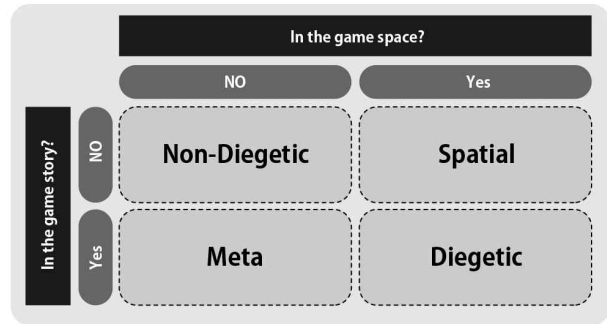 In the game space?
NO Yes
In the game story?
NO
Non-Diegetic Spatial
Yes
Meta Diegetic